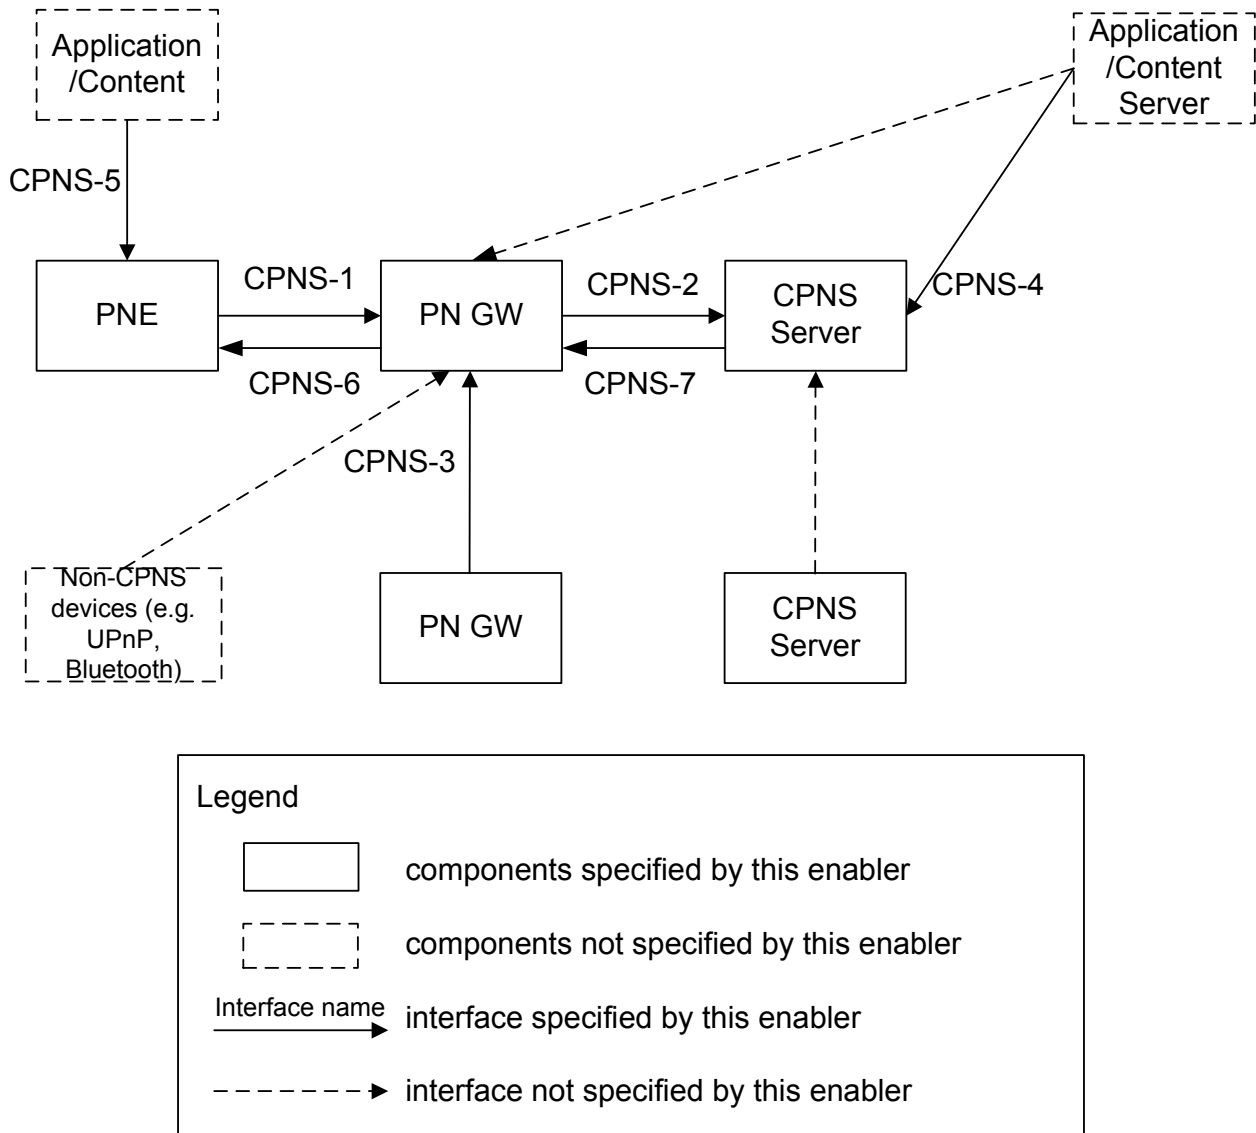 Application
/Content
Application
/Content
Server
CPNS-5
PNE
CPNS-1
CPNS-6
PN GW
CPNS-2
CPNS-7
CPNS
Server
CPNS-4
CPNS-3
Non-CPNS
devices (e.g.
UPnP,
Bluetooth)
PN GW
CPNS
Server
Legend
components specified by this enabler
components not specified by this enabler
Interface name
interface specified by this enabler
interface not specified by this enabler